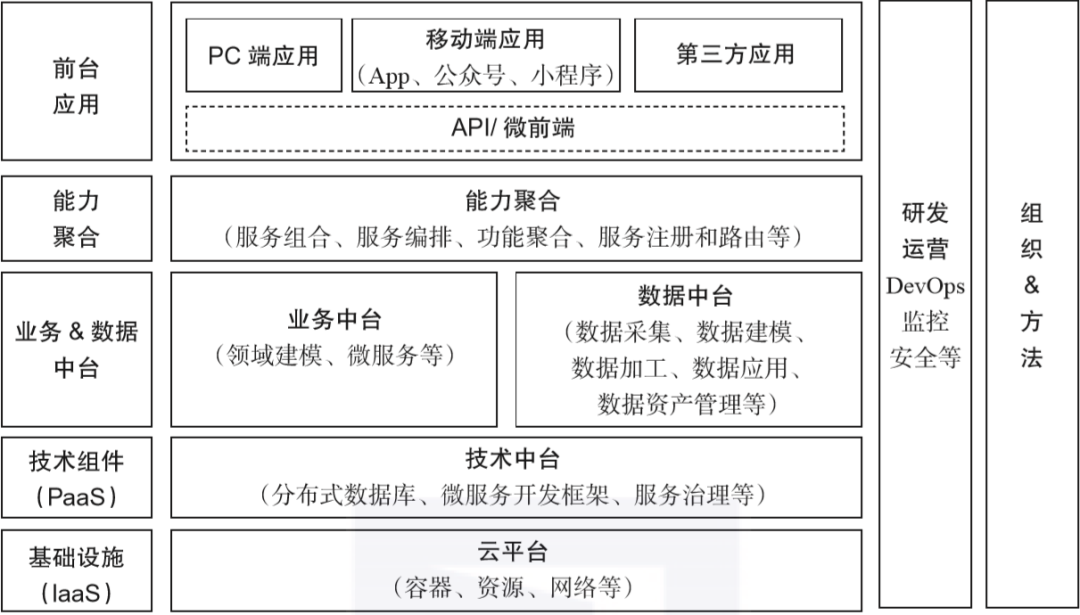 前台
应用
PC 端应用
移动端应用
（App、公众号、小程序）
第三方应用
API/ 微前端
能力
聚合
能力聚合
（服务组合、服务编排、功能聚合、服务注册和路由等）
业务 & 数据
中台
业务中台
（领域建模、微服务等）
数据中台
（数据采集、数据建模、
数据加工、数据应用、
数据资产管理等）
技术组件
（PaaS）
技术中台
（分布式数据库、微服务开发框架、服务治理等）
基础设施
（IaaS）
云平台
（容器、资源、网络等）
研发
运营
DevOps
监控
安全等
组
织
&
方
法